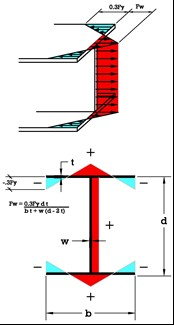 0.3Fy Fw
+
t
.3Fy
- -
Fw = 0.3Fy d t
b t + w (d - 2 t)
w + d
- -
+
b